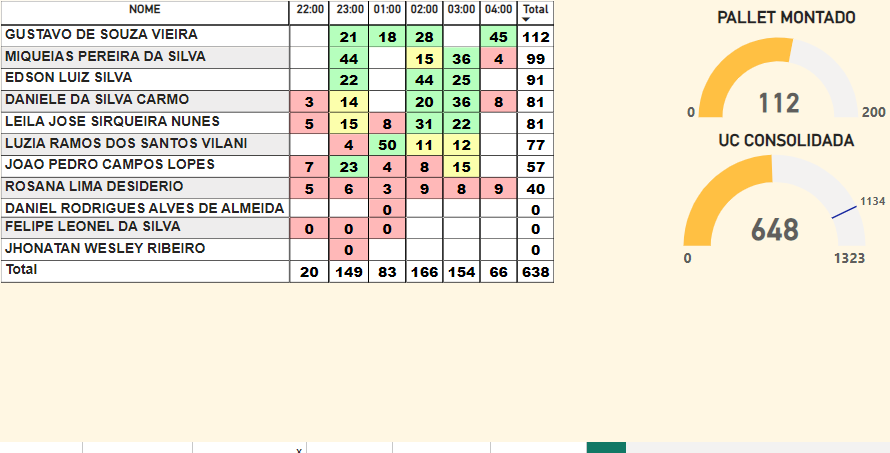 NOME 22:00 23:00 01:00 02:00 03:00 04:00 Total
GUSTAVO DE SOUZA VIEIRA 21 18 28 45 112
MIQUEIAS PEREIRA DA SILVA 44 15 36 4 99
EDSON LUIZ SILVA 22 44 25 91
DANIELE DA SILVA CARMO 3 14 20 36 8 81
LEILA JOSE SIRQUEIRA NUNES 5 15 8 31 22 81
LUZIA RAMOS DOS SANTOS VILANI 4 50 11 12 77
JOAO PEDRO CAMPOS LOPES 7 23 4 8 15 57
ROSANA LIMA DESIDERIO 5 6 3 9 8 9 40
DANIEL RODRIGUES ALVES DE ALMEIDA 0 0
FELIPE LEONEL DA SILVA 0 0 0 0
JHONATAN WESLEY RIBEIRO 0 0
Total 20 149 83 166 154 66 638
PALLET MONTADO
112
0 200
UC CONSOLIDADA
1134
648
0 1323
x